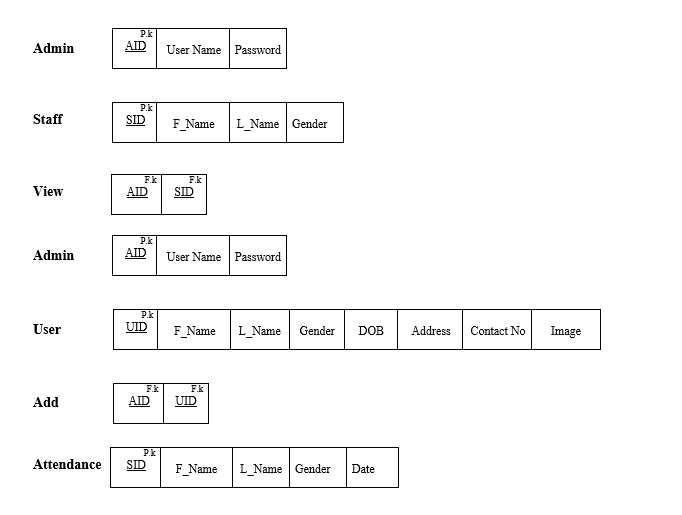 P.k
Admin AID User Name Password
P.k
Staff SID F_Name L_Name Gender
F.k F.k
View AID SID
P.k
Admin AID User Name Password
P.k
User UID F_Name L_Name Gender DOB Address Contact No Image
F.k F.k
Add AID UID
P.k
Attendance SID F_Name L_Name Gender Date